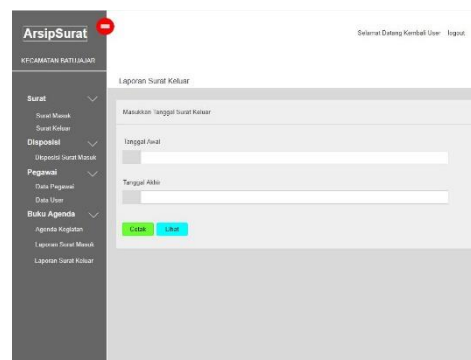 ArsipSurat
Selamat Datang Kembali User logout
KECAMATAN BATUJAJAR
Laporan Surat Keluar
Surat
Masukkan Tanggal Surat Keluar
Surat Masuk
Surat Keluar
Disposisi
Tanggal Awal
Disposisi Surat Masuk
Pegawai
Tanggal Akhir
Data Pegawai
Data User
Buku Agenda
Agenda Kegiatan
Cetak Lihat
Laporan Surat Masuk
Laporan Surat Keluar